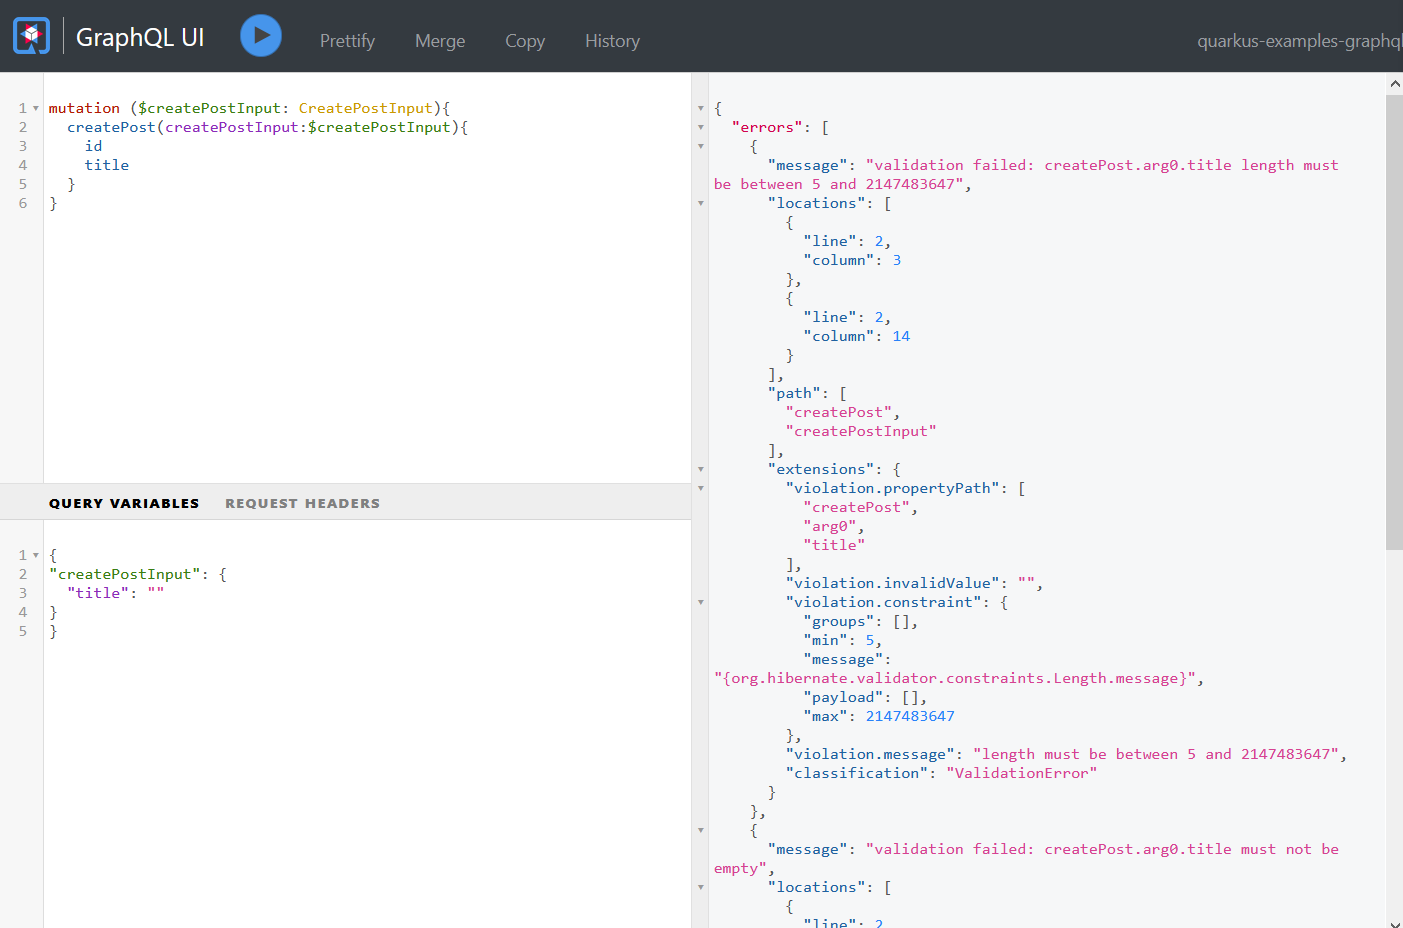 GraphQL UI Prettify Merge Copy History quarkus-examples-graphql
1 mutation ($createPostInput: CreatePostInput){
2 createPost(createPostInput:$createPostInput){
3 id
4 title
5 }
6 }
QUERY VARIABLES REQUEST HEADERS
1 {
2 "createPostInput": {
3 "title": ""
4 }
5 }
{
"errors": [
{
"message": "validation failed: createPost.arg0.title length must
be between 5 and 2147483647",
"locations": [
{
"line": 2,
"column": 3
},
{
"line": 2,
"column": 14
}
],
"path": [
"createPost",
"createPostInput"
],
"extensions": {
"violation.propertyPath": [
"createPost",
"arg0",
"title"
],
"violation.invalidValue": "",
"violation.constraint": {
"groups": [],
"min": 5,
"message":
"{org.hibernate.validator.constraints.Length.message}",
"payload": [],
"max": 2147483647
},
"violation.message": "length must be between 5 and 2147483647",
"classification": "ValidationError"
}
},
{
"message": "validation failed: createPost.arg0.title must not be
empty",
"locations": [
{
"line": 2